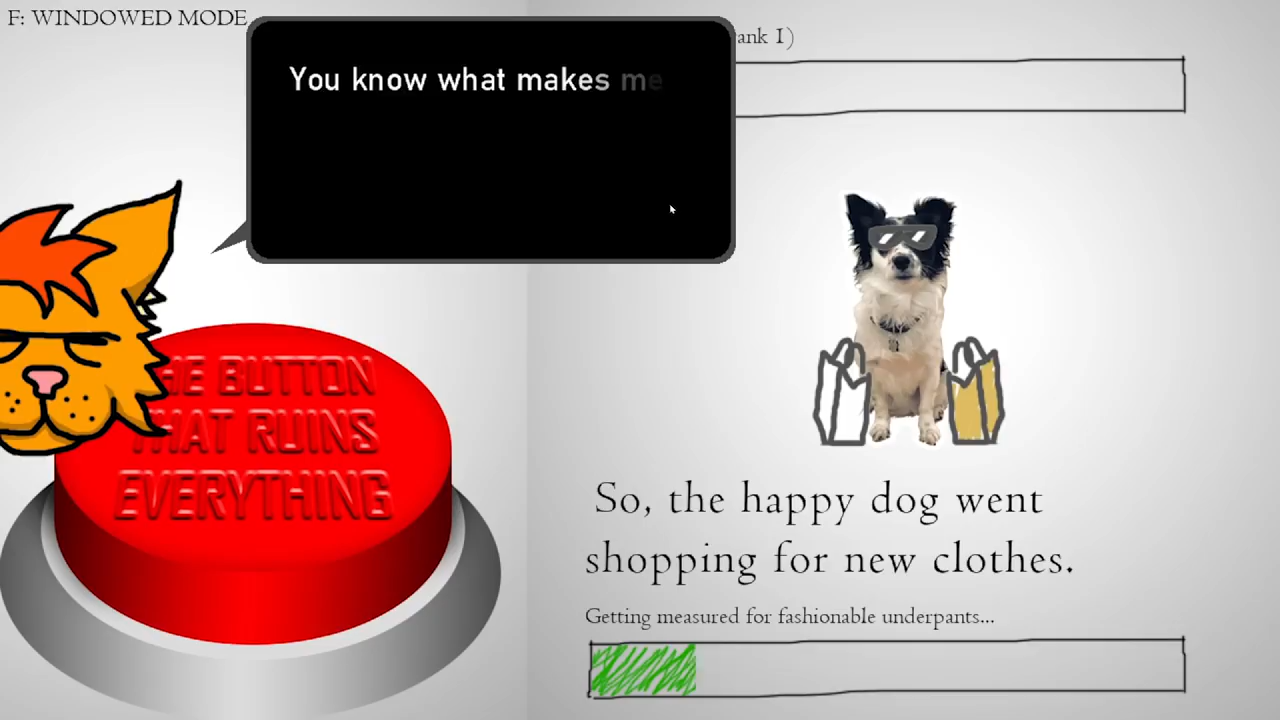 F: WINDOWED MODE
ank 1)
You know what makes me
THE BUTTON
THAT RUINS
EVERYTHING
So, the happy dog went
shopping for new clothes.
Getting measured for fashionable underpants...